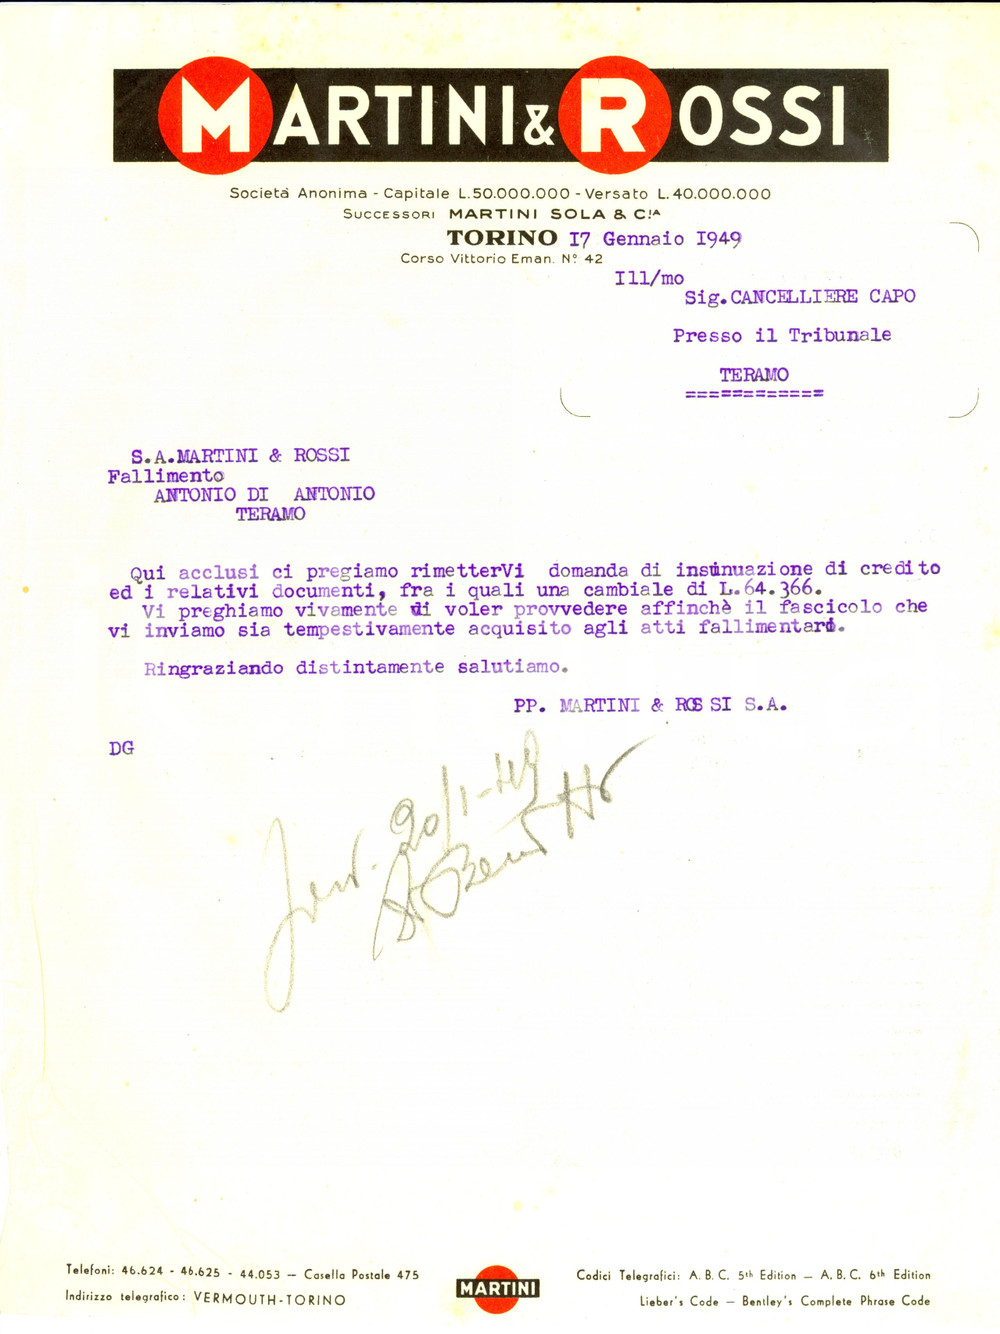 MARTINI & ROSSI
Società Anonima - Capitale L.50.000.000 - Versato L.40.000.000
Successori MARTINI SOLA & C.ia
TORINO I7 Gennaio I949
Corso Vittorio Eman. Nº 42
Ill/mo
Sig.CANCELLIERE CAPO
Presso il Tribunale
TERAMO
============
S.A.MARTINI & ROSSI
Fallimento
ANTONIO DI ANTONIO
TERAMO
Qui acclusi ci pregiamo rimetterVi domanda di insinuazione di credito
ed i relativi documenti, fra i quali una cambiale di L.64.366.
Vi preghiamo vivamente di voler provvedere affinchè il fascicolo che
vi inviamo sia tempestivamente acquisito agli atti fallimentari.
Ringraziando distintamente salutiamo.
PP. MARTINI & ROSSI S.A.
DG
20/1-49
Telefoni: 46.624 - 46.625 - 44.053 — Casella Postale 475
Indirizzo telegrafico: VERMOUTH-TORINO
MARTINI
Codici Telegrafici: A.B.C. 5th Edition — A.B.C. 6th Edition
Lieber's Code — Bentley's Complete Phrase Code